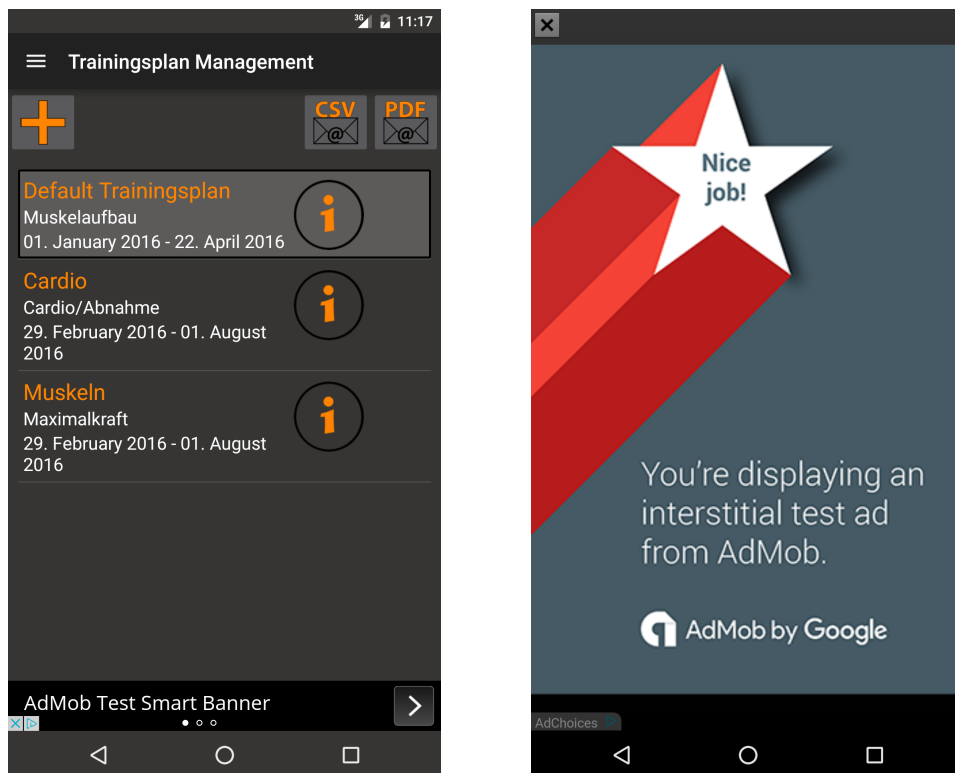 3G 11:17
Trainingsplan Management
CSV PDF
@ @
Default Trainingsplan
Muskelaufbau
01. January 2016 - 22. April 2016
i
Cardio
Cardio/Abnahme
29. February 2016 - 01. August
2016
i
Muskeln
Maximalkraft
29. February 2016 - 01. August
2016
i
AdMob Test Smart Banner
Nice
job!
You're displaying an
interstitial test ad
from AdMob.
AdMob by Google
AdChoices